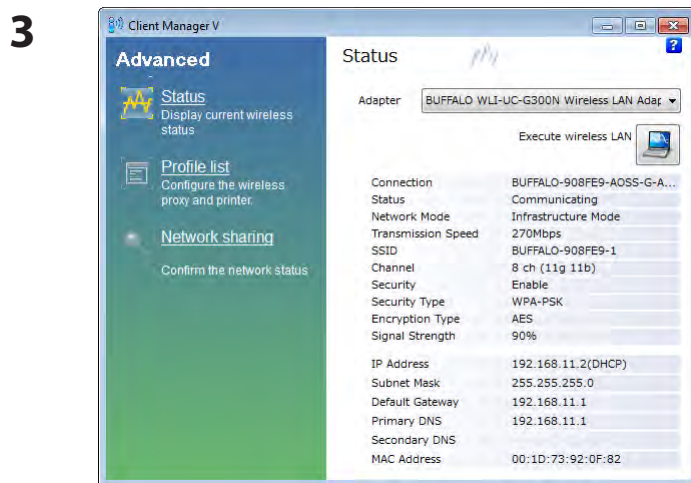 3
Client Manager V
?
Advanced
Status
Display current wireless
status
Profile list
Configure the wireless
proxy and printer.
Network sharing
Confirm the network status
Status
Adapter BUFFALO WLI-UC-G300N Wireless LAN Adap
Execute wireless LAN
Connection BUFFALO-908FE9-AOSS-G-A...
Status Communicating
Network Mode Infrastructure Mode
Transmission Speed 270Mbps
SSID BUFFALO-908FE9-1
Channel 8 ch (11g 11b)
Security Enable
Security Type WPA-PSK
Encryption Type AES
Signal Strength 90%
IP Address 192.168.11.2(DHCP)
Subnet Mask 255.255.255.0
Default Gateway 192.168.11.1
Primary DNS 192.168.11.1
Secondary DNS
MAC Address 00:1D:73:92:0F:82